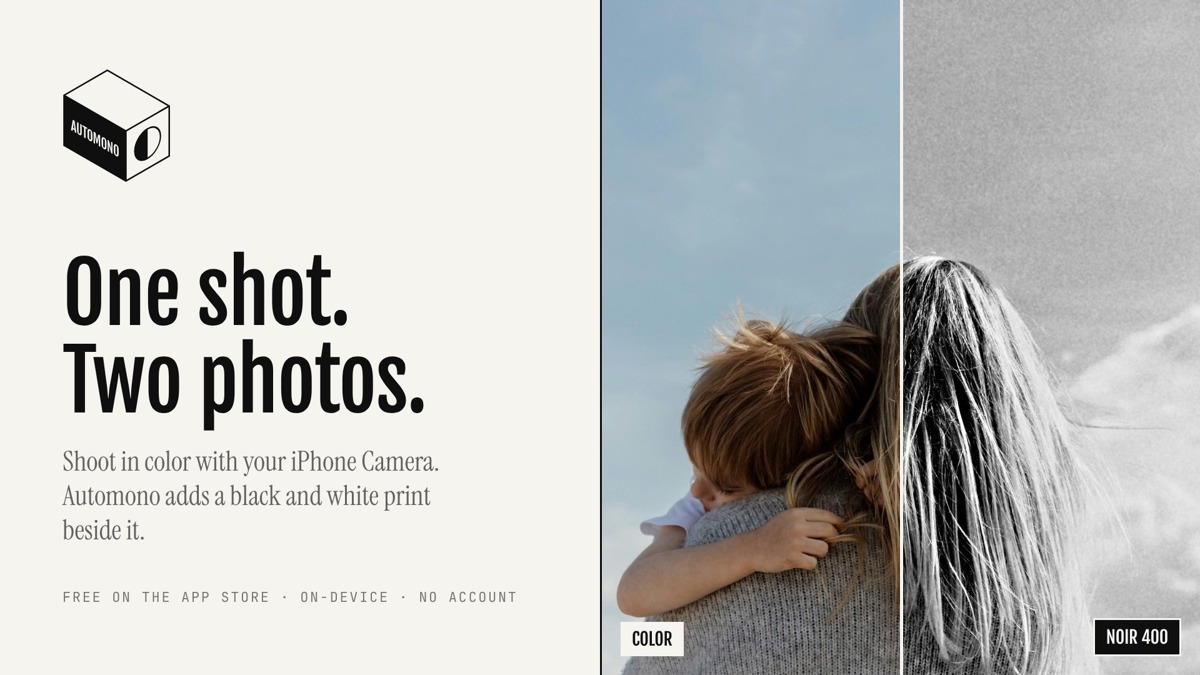 AUTOMONO
One shot.
Two photos.
Shoot in color with your iPhone Camera.
Automono adds a black and white print
beside it.
FREE ON THE APP STORE · ON-DEVICE · NO ACCOUNT
COLOR
NOIR 400